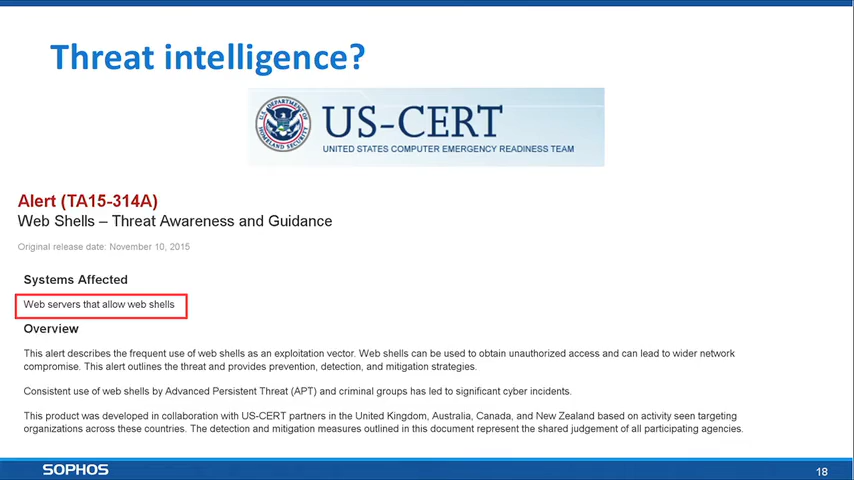 Threat intelligence?
U.S. DEPARTMENT OF HOMELAND SECURITY
US-CERT
UNITED STATES COMPUTER EMERGENCY READINESS TEAM
Alert (TA15-314A)
Web Shells – Threat Awareness and Guidance
Original release date: November 10, 2015
Systems Affected
Web servers that allow web shells
Overview
This alert describes the frequent use of web shells as an exploitation vector. Web shells can be used to obtain unauthorized access and can lead to wider network
compromise. This alert outlines the threat and provides prevention, detection, and mitigation strategies.
Consistent use of web shells by Advanced Persistent Threat (APT) and criminal groups has led to significant cyber incidents.
This product was developed in collaboration with US-CERT partners in the United Kingdom, Australia, Canada, and New Zealand based on activity seen targeting
organizations across these countries. The detection and mitigation measures outlined in this document represent the shared judgement of all participating agencies.
SOPHOS
18